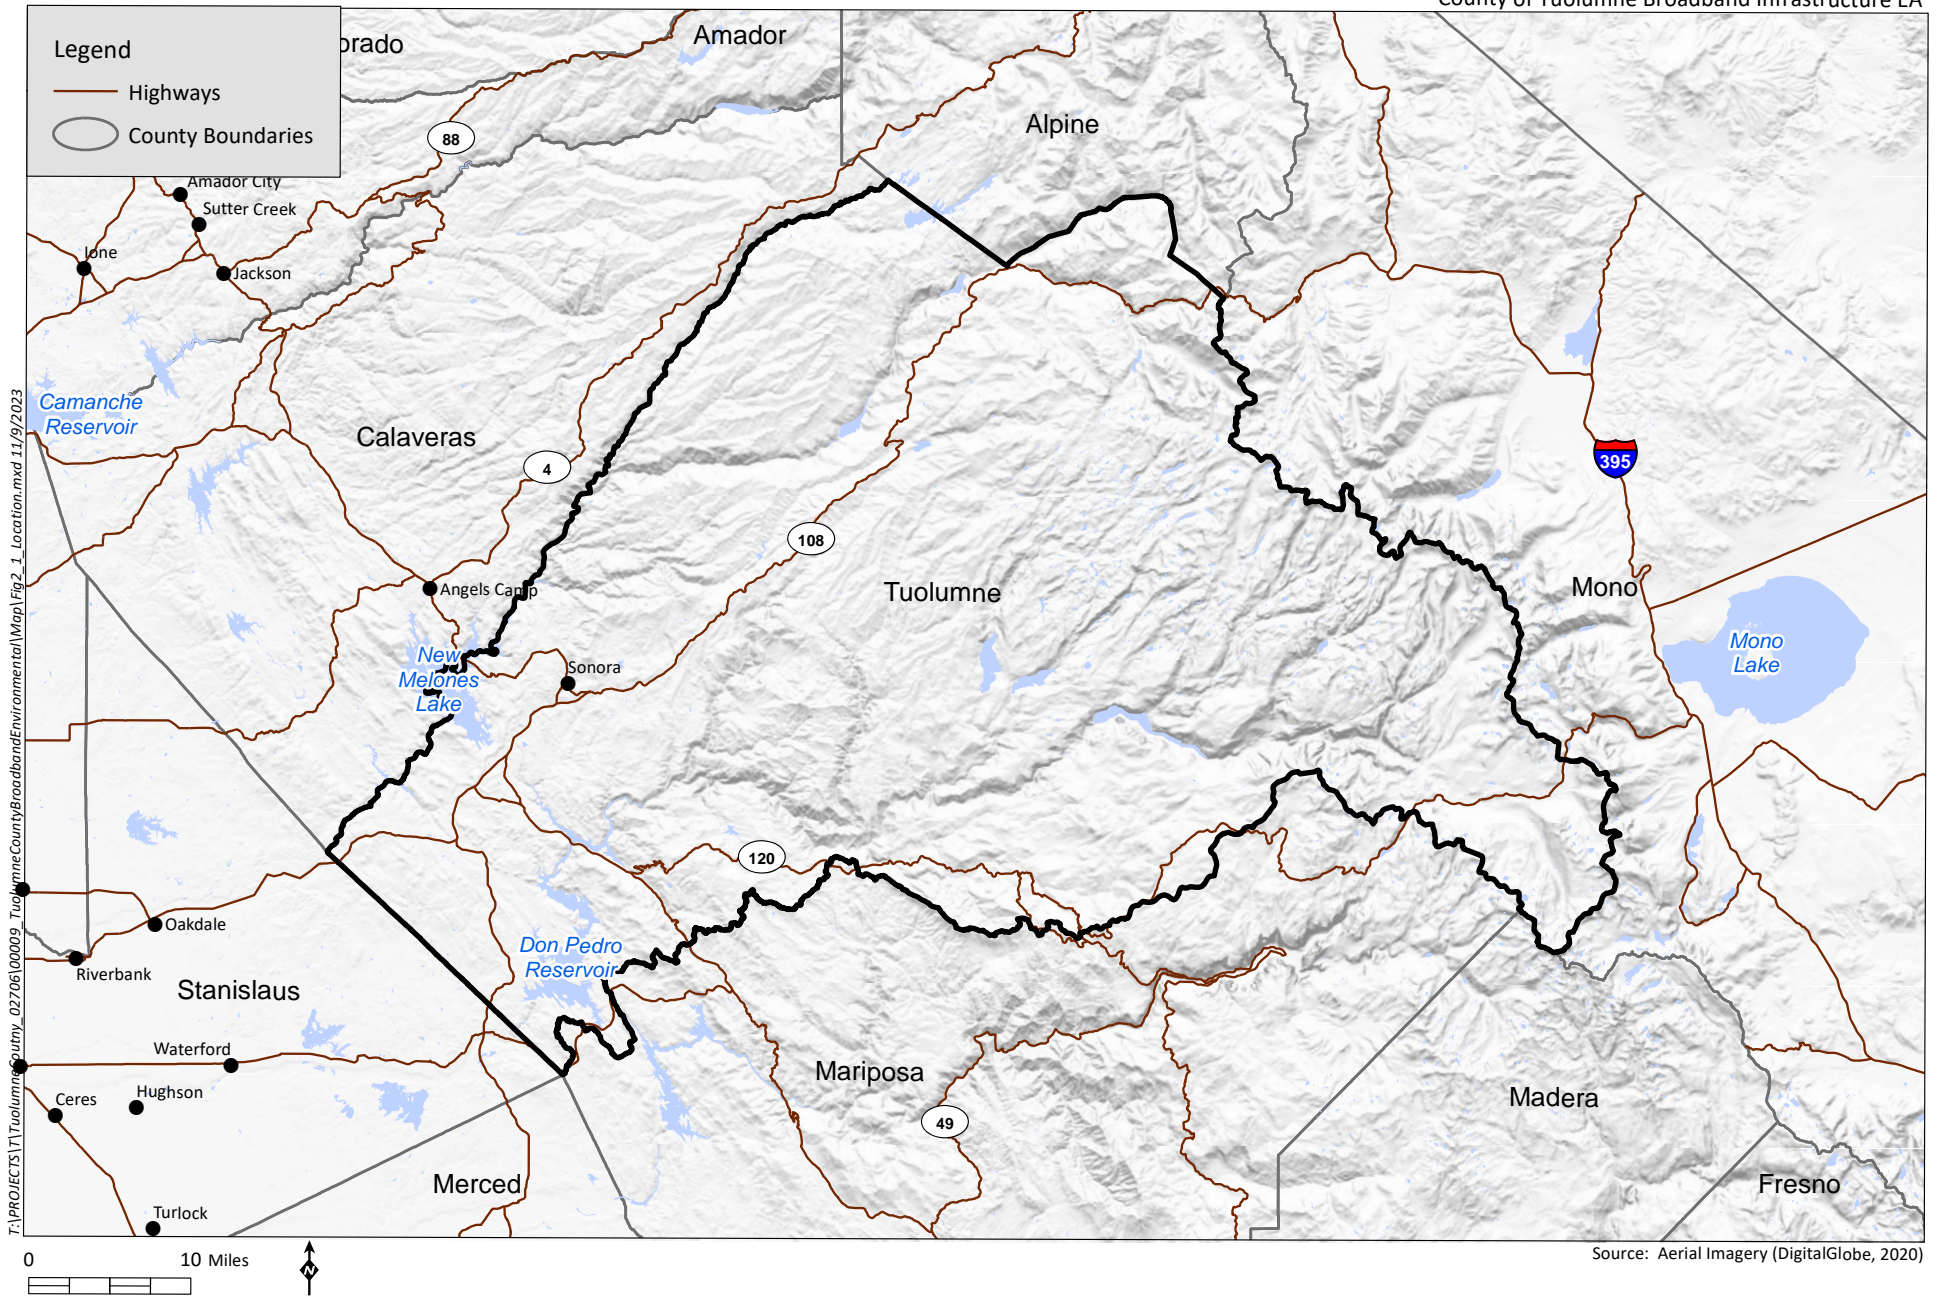 County of Tuolumne Broadband Infrastructure EA
Legend
Highways
County Boundaries
orado
Amador
Alpine
88
Amador City
Sutter Creek
Ione
Jackson
Camanche
Reservoir
Calaveras
4
395
108
Angels Camp
Tuolumne
Mono
New
Melones
Lake
Sonora
Mono
Lake
120
Oakdale
Don Pedro
Reservoir
Riverbank
Stanislaus
Waterford
Mariposa
Hughson
Ceres
Madera
49
Merced
Fresno
Turlock
T:\PROJECTS\T\TuolumneCoutny_02706\00009_TuolumneCountyBroadbandEnvironmental\Map\Fig2_1_Location.mxd 11/9/2023
0 10 Miles
N
Source: Aerial Imagery (DigitalGlobe, 2020)